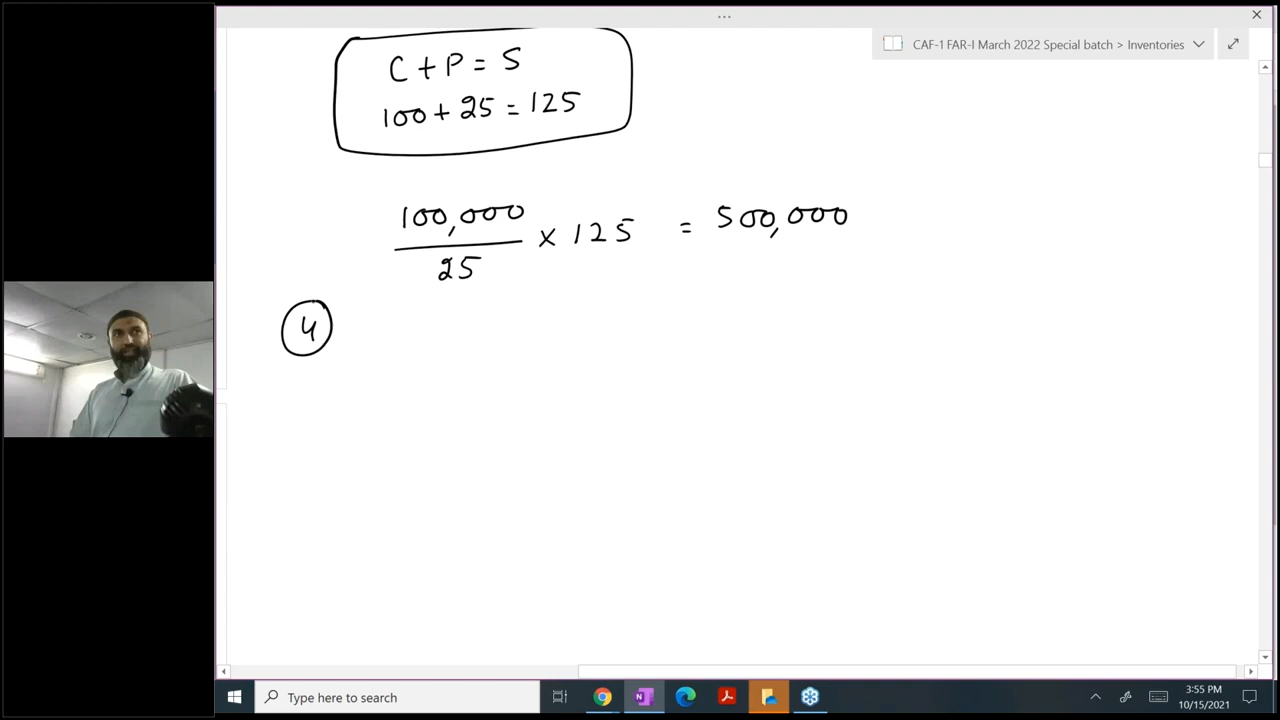 CAF-1 FAR-I March 2022 Special batch > Inventories
C + P = S
100 + 25 = 125
100,000
25
× 125 = 500,000
4
Type here to search
3:55 PM
10/15/2021